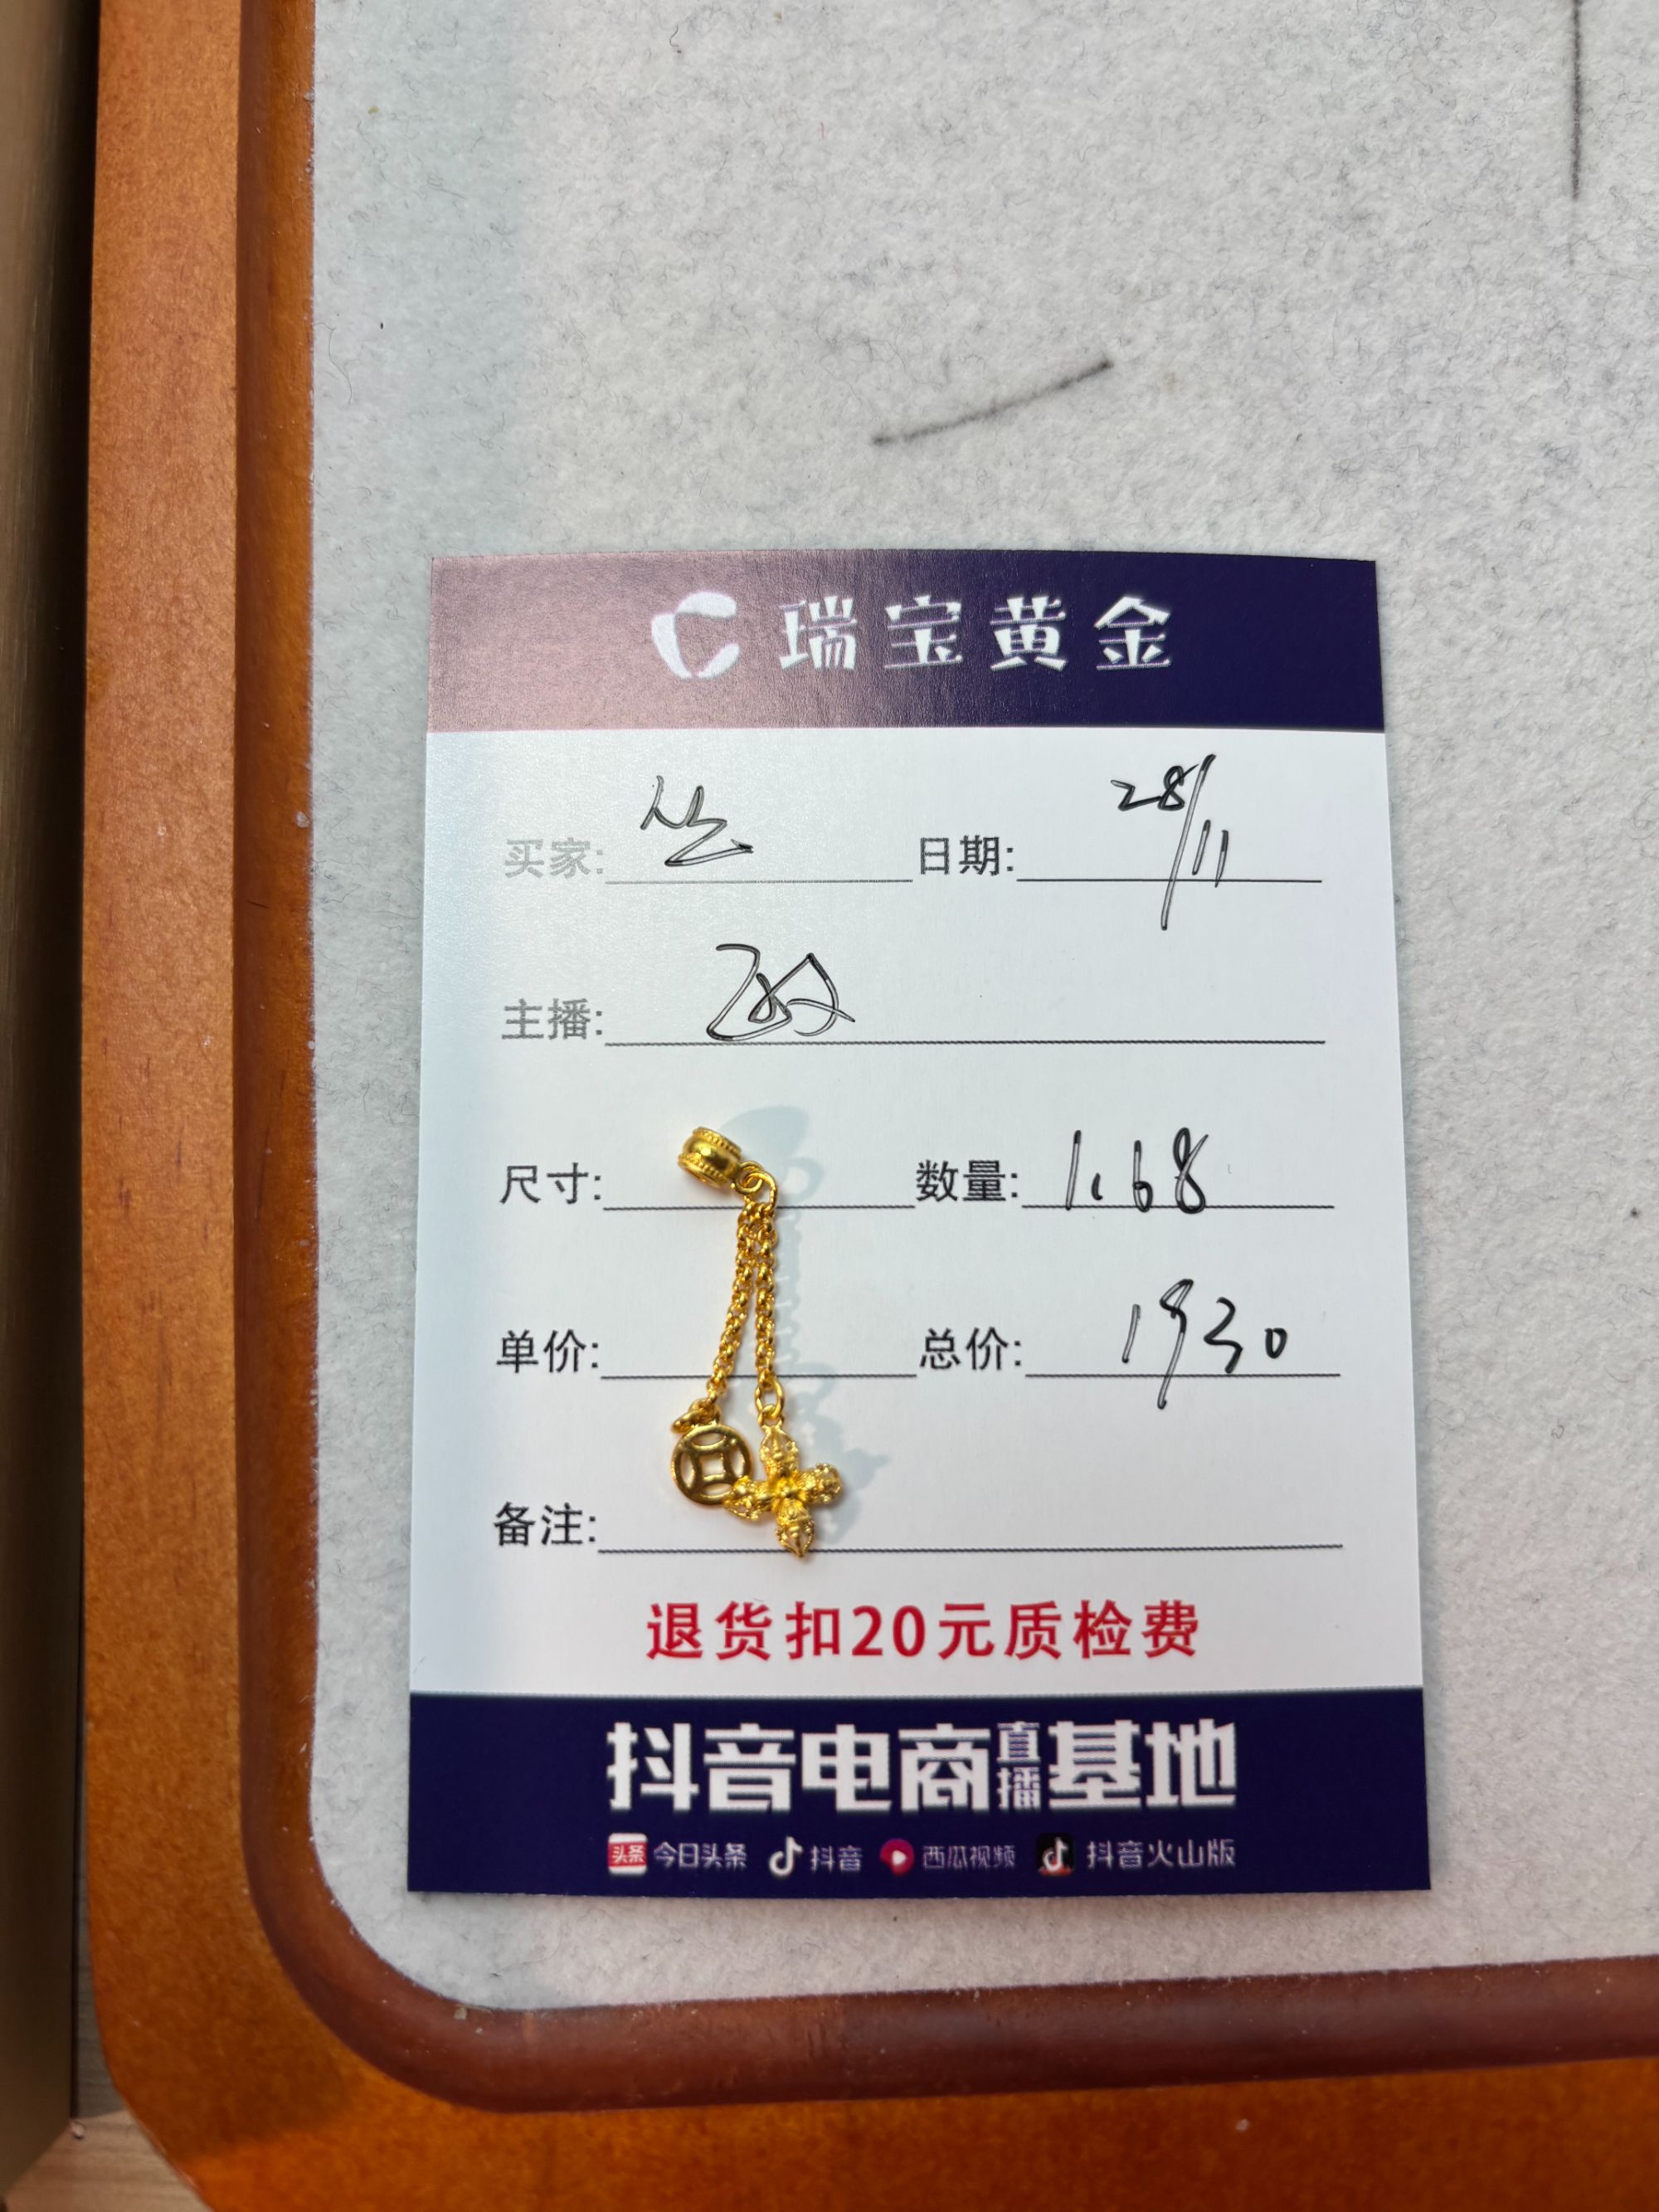 瑞宝黄金
买家: 日期: 28/11
主播:
尺寸: 数量: 1.68
单价: 总价: 1930
备注:
退货扣20元质检费
抖音电商直播基地
头条 今日头条 抖音 西瓜视频 抖音火山版